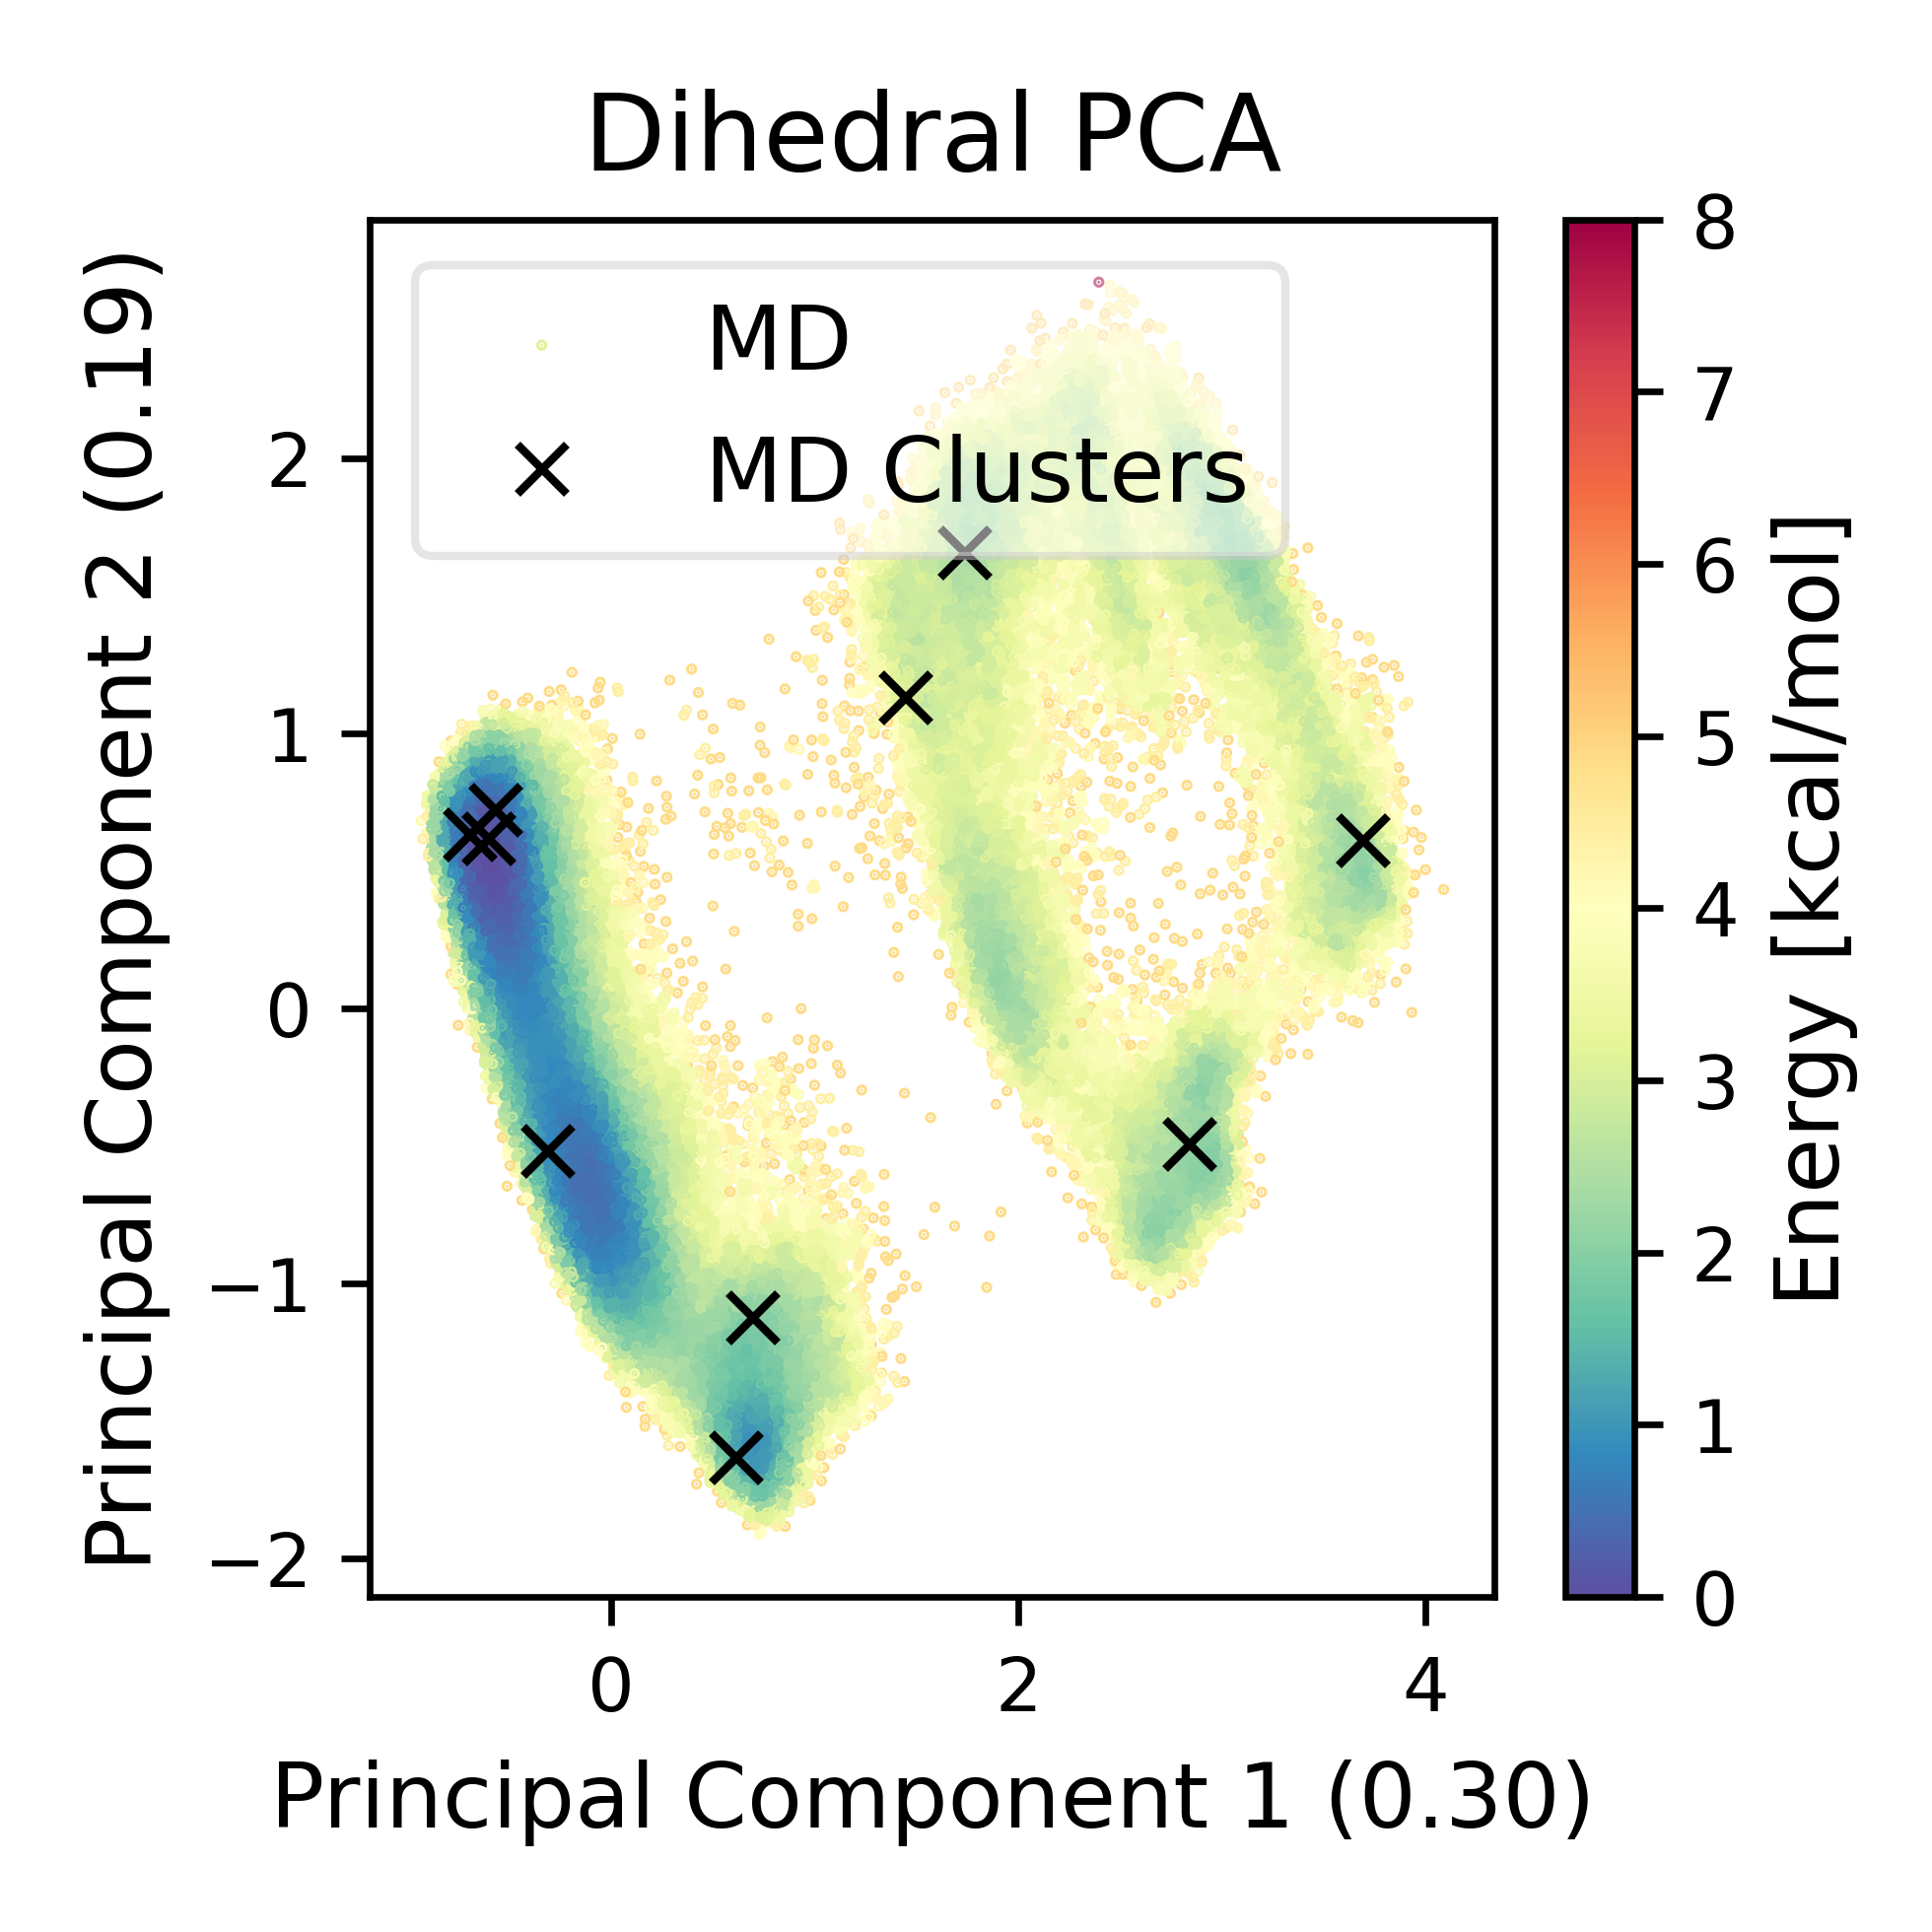 Dihedral PCA
MD
MD Clusters
Principal Component 2 (0.19)
2
1
0
−1
−2
0
2
4
Principal Component 1 (0.30)
8
7
6
5
4
3
2
1
0
Energy [kcal/mol]